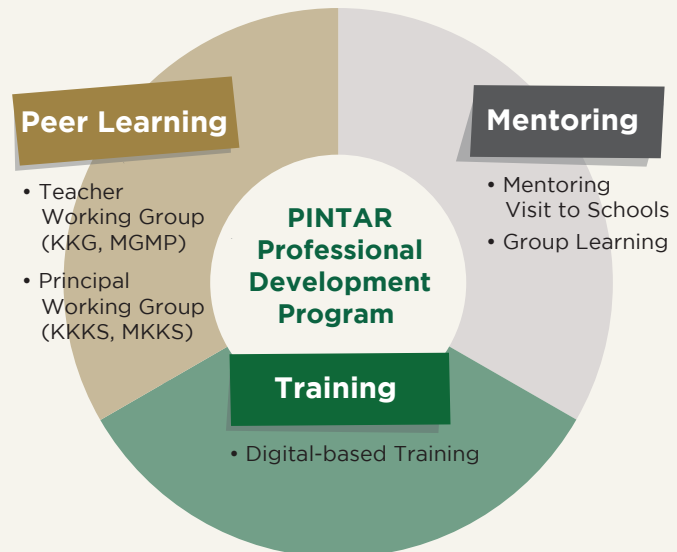 Peer Learning
• Teacher
Working Group
(KKG, MGMP)
• Principal
Working Group
(KKKS, MKKS)
PINTAR
Professional
Development
Program
Mentoring
• Mentoring
Visit to Schools
• Group Learning
Training
• Digital-based Training